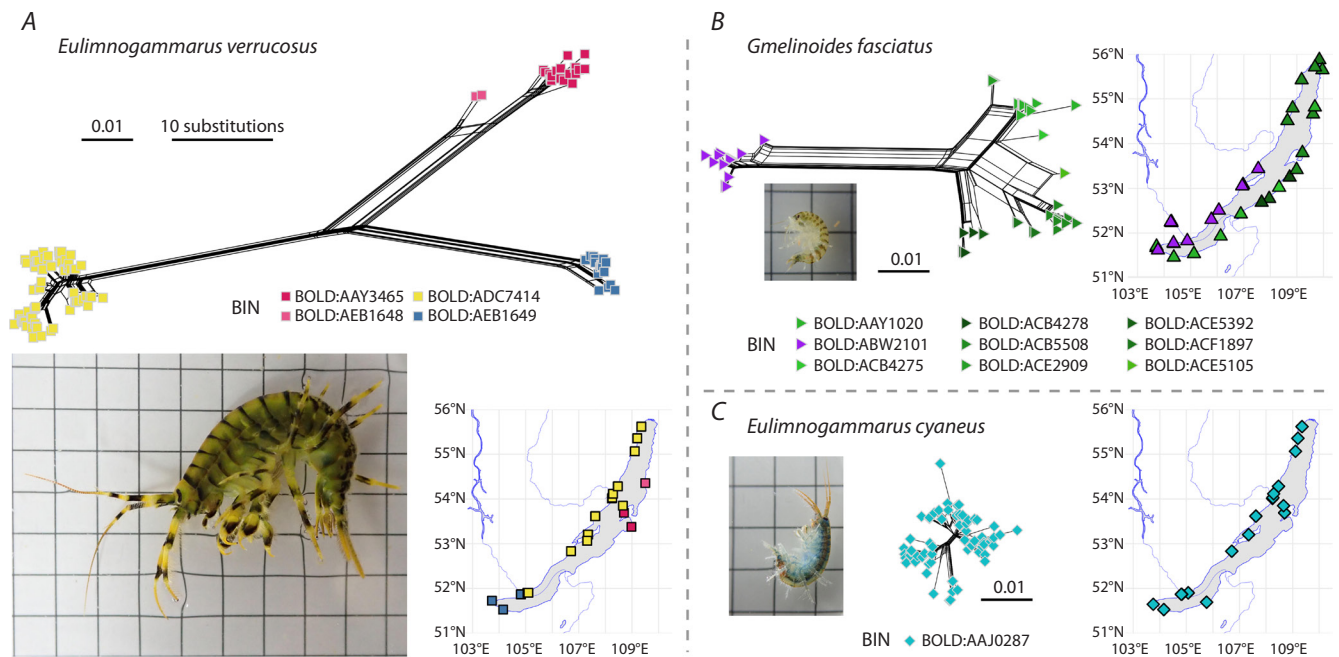 A
Eulimnogammarus verrucosus
0.01
10 substitutions
BIN
BOLD:AAY3465
BOLD:ADC7414
BOLD:AEB1648
BOLD:AEB1649
56°N
55°N
54°N
53°N
52°N
51°N
103°E
105°E
107°E
109°E
B
Gmelinoides fasciatus
0.01
56°N
55°N
54°N
53°N
52°N
51°N
103°E
105°E
107°E
109°E
BIN
BOLD:AAY1020
BOLD:ACB4278
BOLD:ACE5392
BOLD:ABW2101
BOLD:ACB5508
BOLD:ACF1897
BOLD:ACB4275
BOLD:ACE2909
BOLD:ACE5105
C
Eulimnogammarus cyaneus
0.01
BIN
BOLD:AAJ0287
56°N
55°N
54°N
53°N
52°N
51°N
103°E
105°E
107°E
109°E